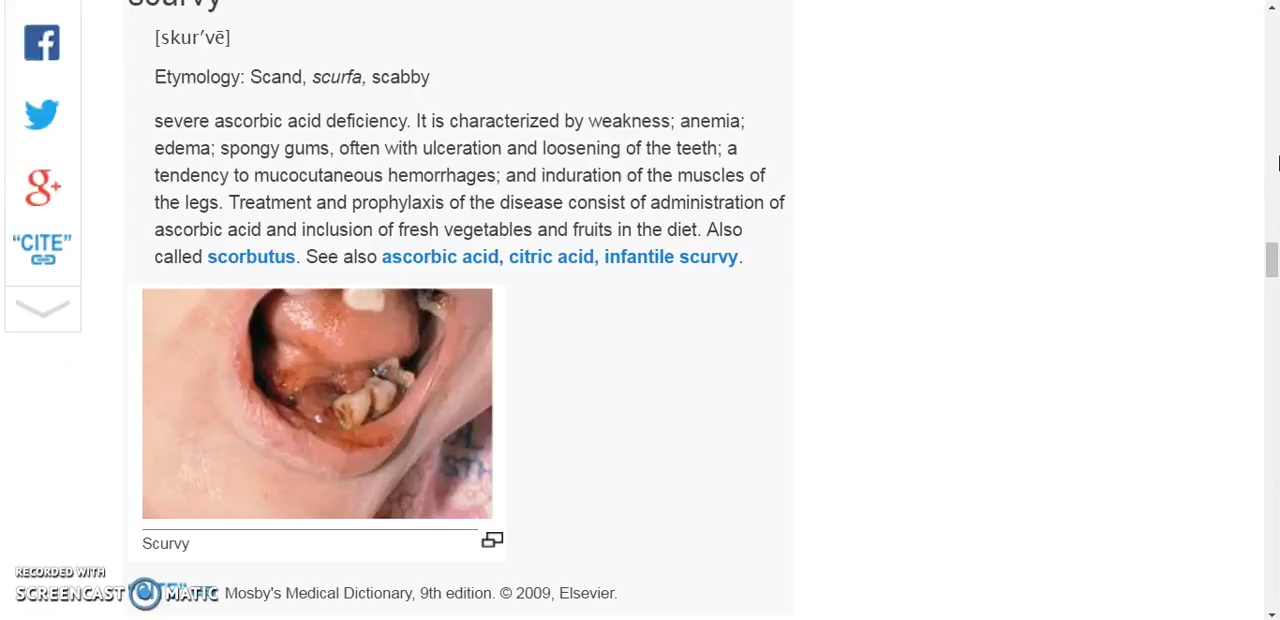 scurvy
[skur′vē]
Etymology: Scand, scurfa, scabby
severe ascorbic acid deficiency. It is characterized by weakness; anemia;
edema; spongy gums, often with ulceration and loosening of the teeth; a
tendency to mucocutaneous hemorrhages; and induration of the muscles of
the legs. Treatment and prophylaxis of the disease consist of administration of
ascorbic acid and inclusion of fresh vegetables and fruits in the diet. Also
called scorbutus. See also ascorbic acid, citric acid, infantile scurvy.
g+
“CITE”
Scurvy
Mosby's Medical Dictionary, 9th edition. © 2009, Elsevier.
RECORDED WITH
SCREENCAST MATIC